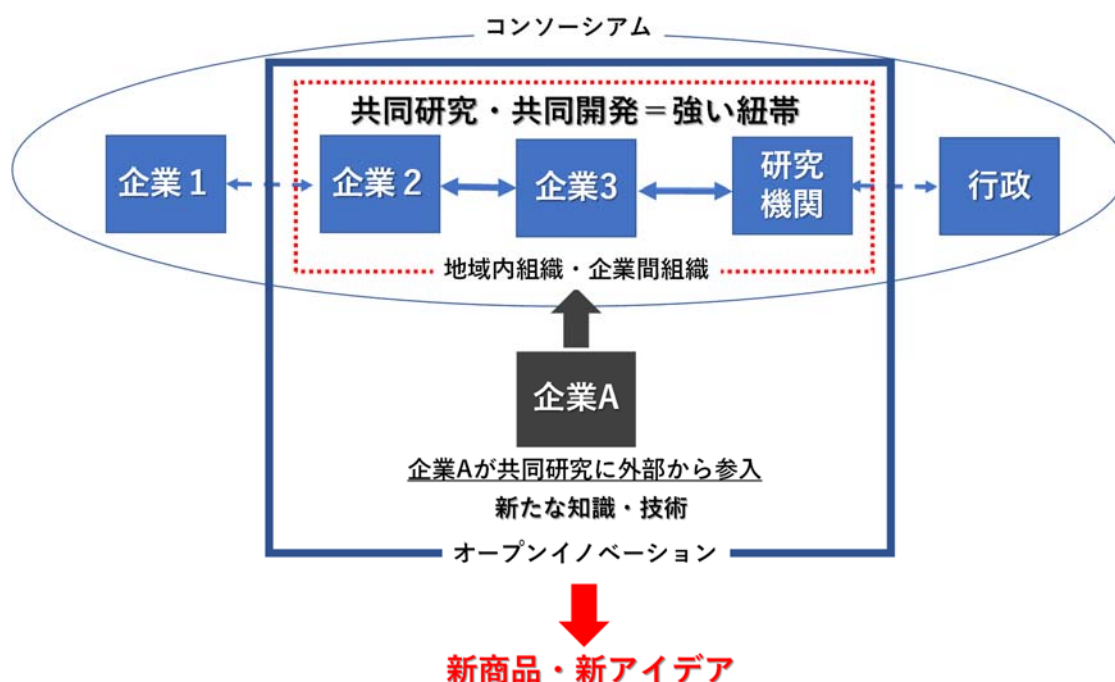 コンソーシアム
共同研究・共同開発＝強い紐帯
企業１
企業２
企業3
研究
機関
行政
地域内組織・企業間組織
企業A
企業Aが共同研究に外部から参入
新たな知識・技術
オープンイノベーション
新商品・新アイデア